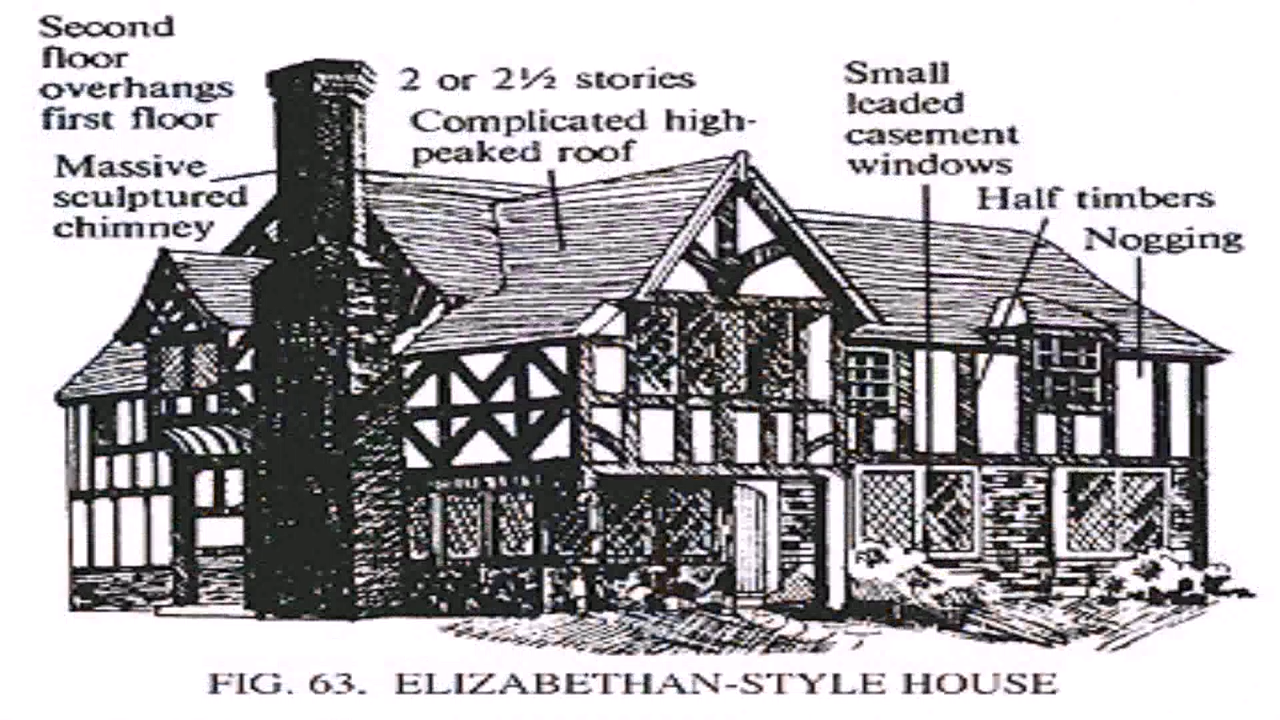 Second
floor
overhangs
first floor
Massive
sculptured
chimney
2 or 2½ stories
Complicated high-
peaked roof
Small
leaded
casement
windows
Half timbers
Nogging
FIG. 63. ELIZABETHAN-STYLE HOUSE